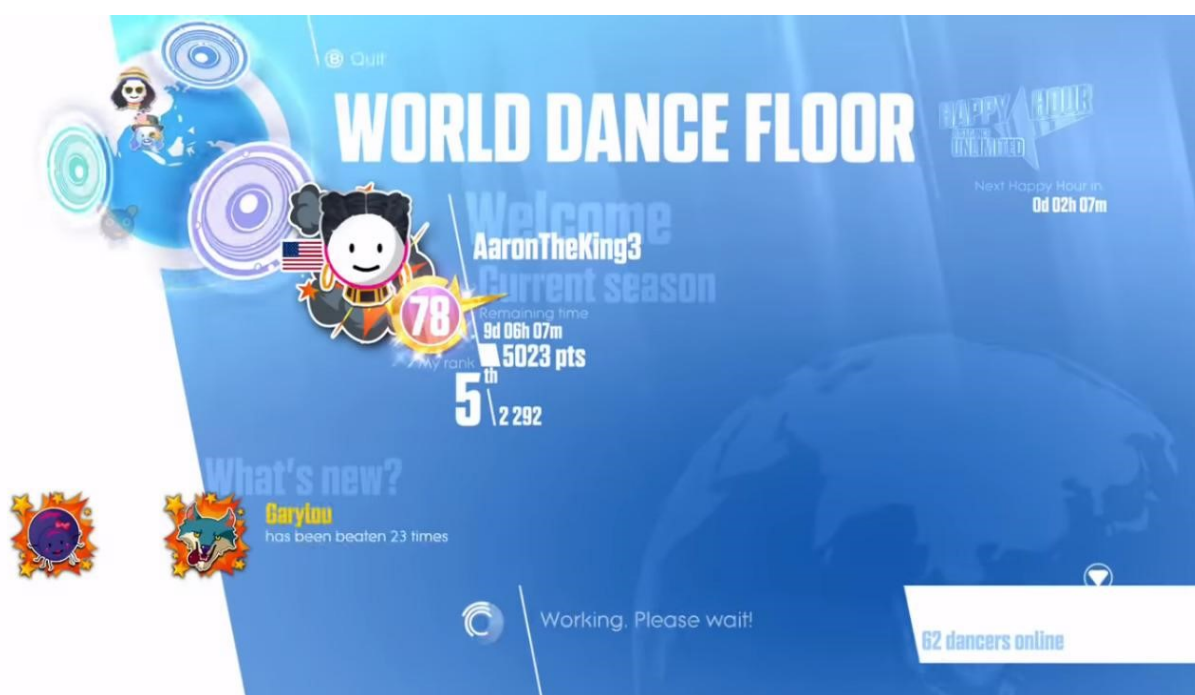 B Quit
WORLD DANCE FLOOR
HAPPY HOUR
UNLIMITED
Next Happy Hour in
0d 02h 07m
Welcome
AaronTheKing3
Current season
Remaining time
9d 06h 07m
78
My rank
5023 pts
5th
2 292
What's new?
Garylou
has been beaten 23 times
Working. Please wait!
62 dancers online